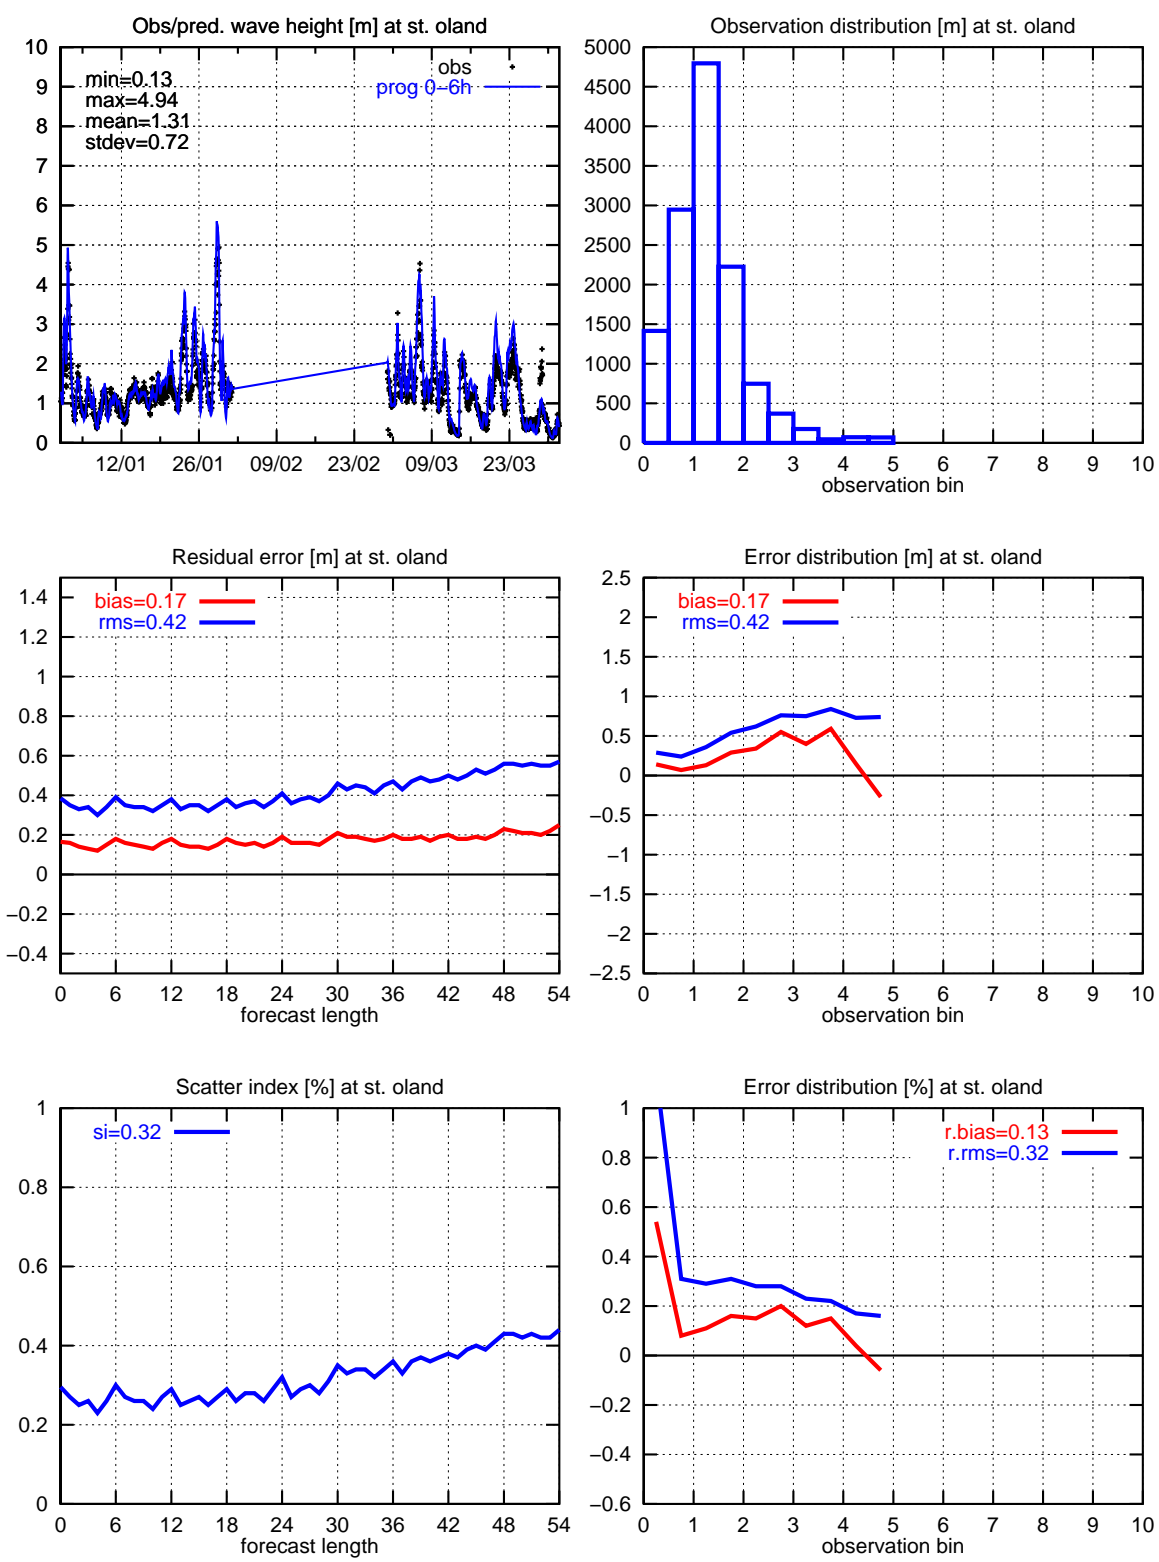 Obs/pred. wave height [m] at st. oland
10
9
8
7
6
5
4
3
2
1
0
min=0.13
max=4.94
mean=1.31
stdev=0.72
obs
prog 0−6h
12/01 26/01 09/02 23/02 09/03 23/03
Observation distribution [m] at st. oland
5000
4500
4000
3500
3000
2500
2000
1500
1000
500
0
0 1 2 3 4 5 6 7 8 9 10
observation bin
Residual error [m] at st. oland
1.4
1.2
1
0.8
0.6
0.4
0.2
0
−0.2
−0.4
bias=0.17
rms=0.42
0 6 12 18 24 30 36 42 48 54
forecast length
Error distribution [m] at st. oland
2.5
2
1.5
1
0.5
0
−0.5
−1
−1.5
−2
−2.5
bias=0.17
rms=0.42
0 1 2 3 4 5 6 7 8 9 10
observation bin
Scatter index [%] at st. oland
1
0.8
0.6
0.4
0.2
0
si=0.32
0 6 12 18 24 30 36 42 48 54
forecast length
Error distribution [%] at st. oland
1
0.8
0.6
0.4
0.2
0
−0.2
−0.4
−0.6
r.bias=0.13
r.rms=0.32
0 1 2 3 4 5 6 7 8 9 10
observation bin